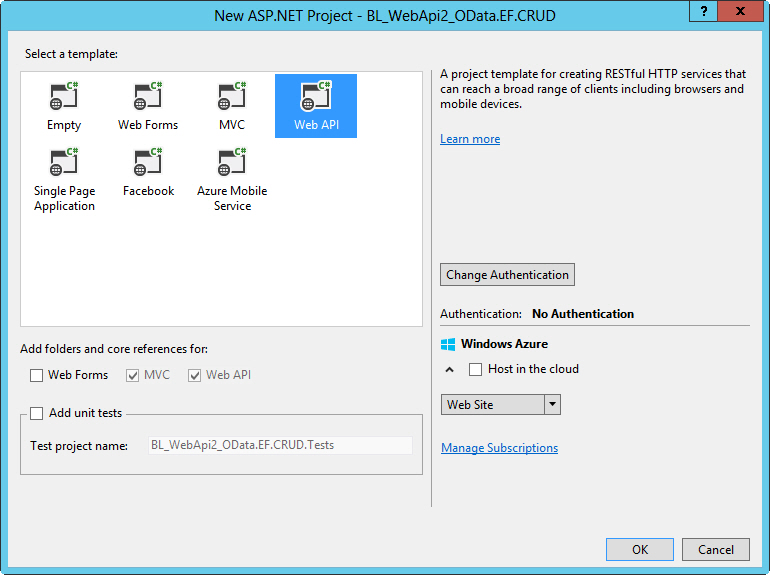 New ASP.NET Project - BL_WebApi2_OData.EF.CRUD
? X
Select a template:
C# C# C# C#
Empty Web Forms MVC Web API
C# C# C#
Single Page Facebook Azure Mobile
Application Service
A project template for creating RESTful HTTP services that
can reach a broad range of clients including browsers and
mobile devices.
Learn more
Change Authentication
Authentication: No Authentication
Windows Azure
Host in the cloud
Web Site
Manage Subscriptions
Add folders and core references for:
Web Forms MVC Web API
Add unit tests
Test project name: BL_WebApi2_OData.EF.CRUD.Tests
OK Cancel